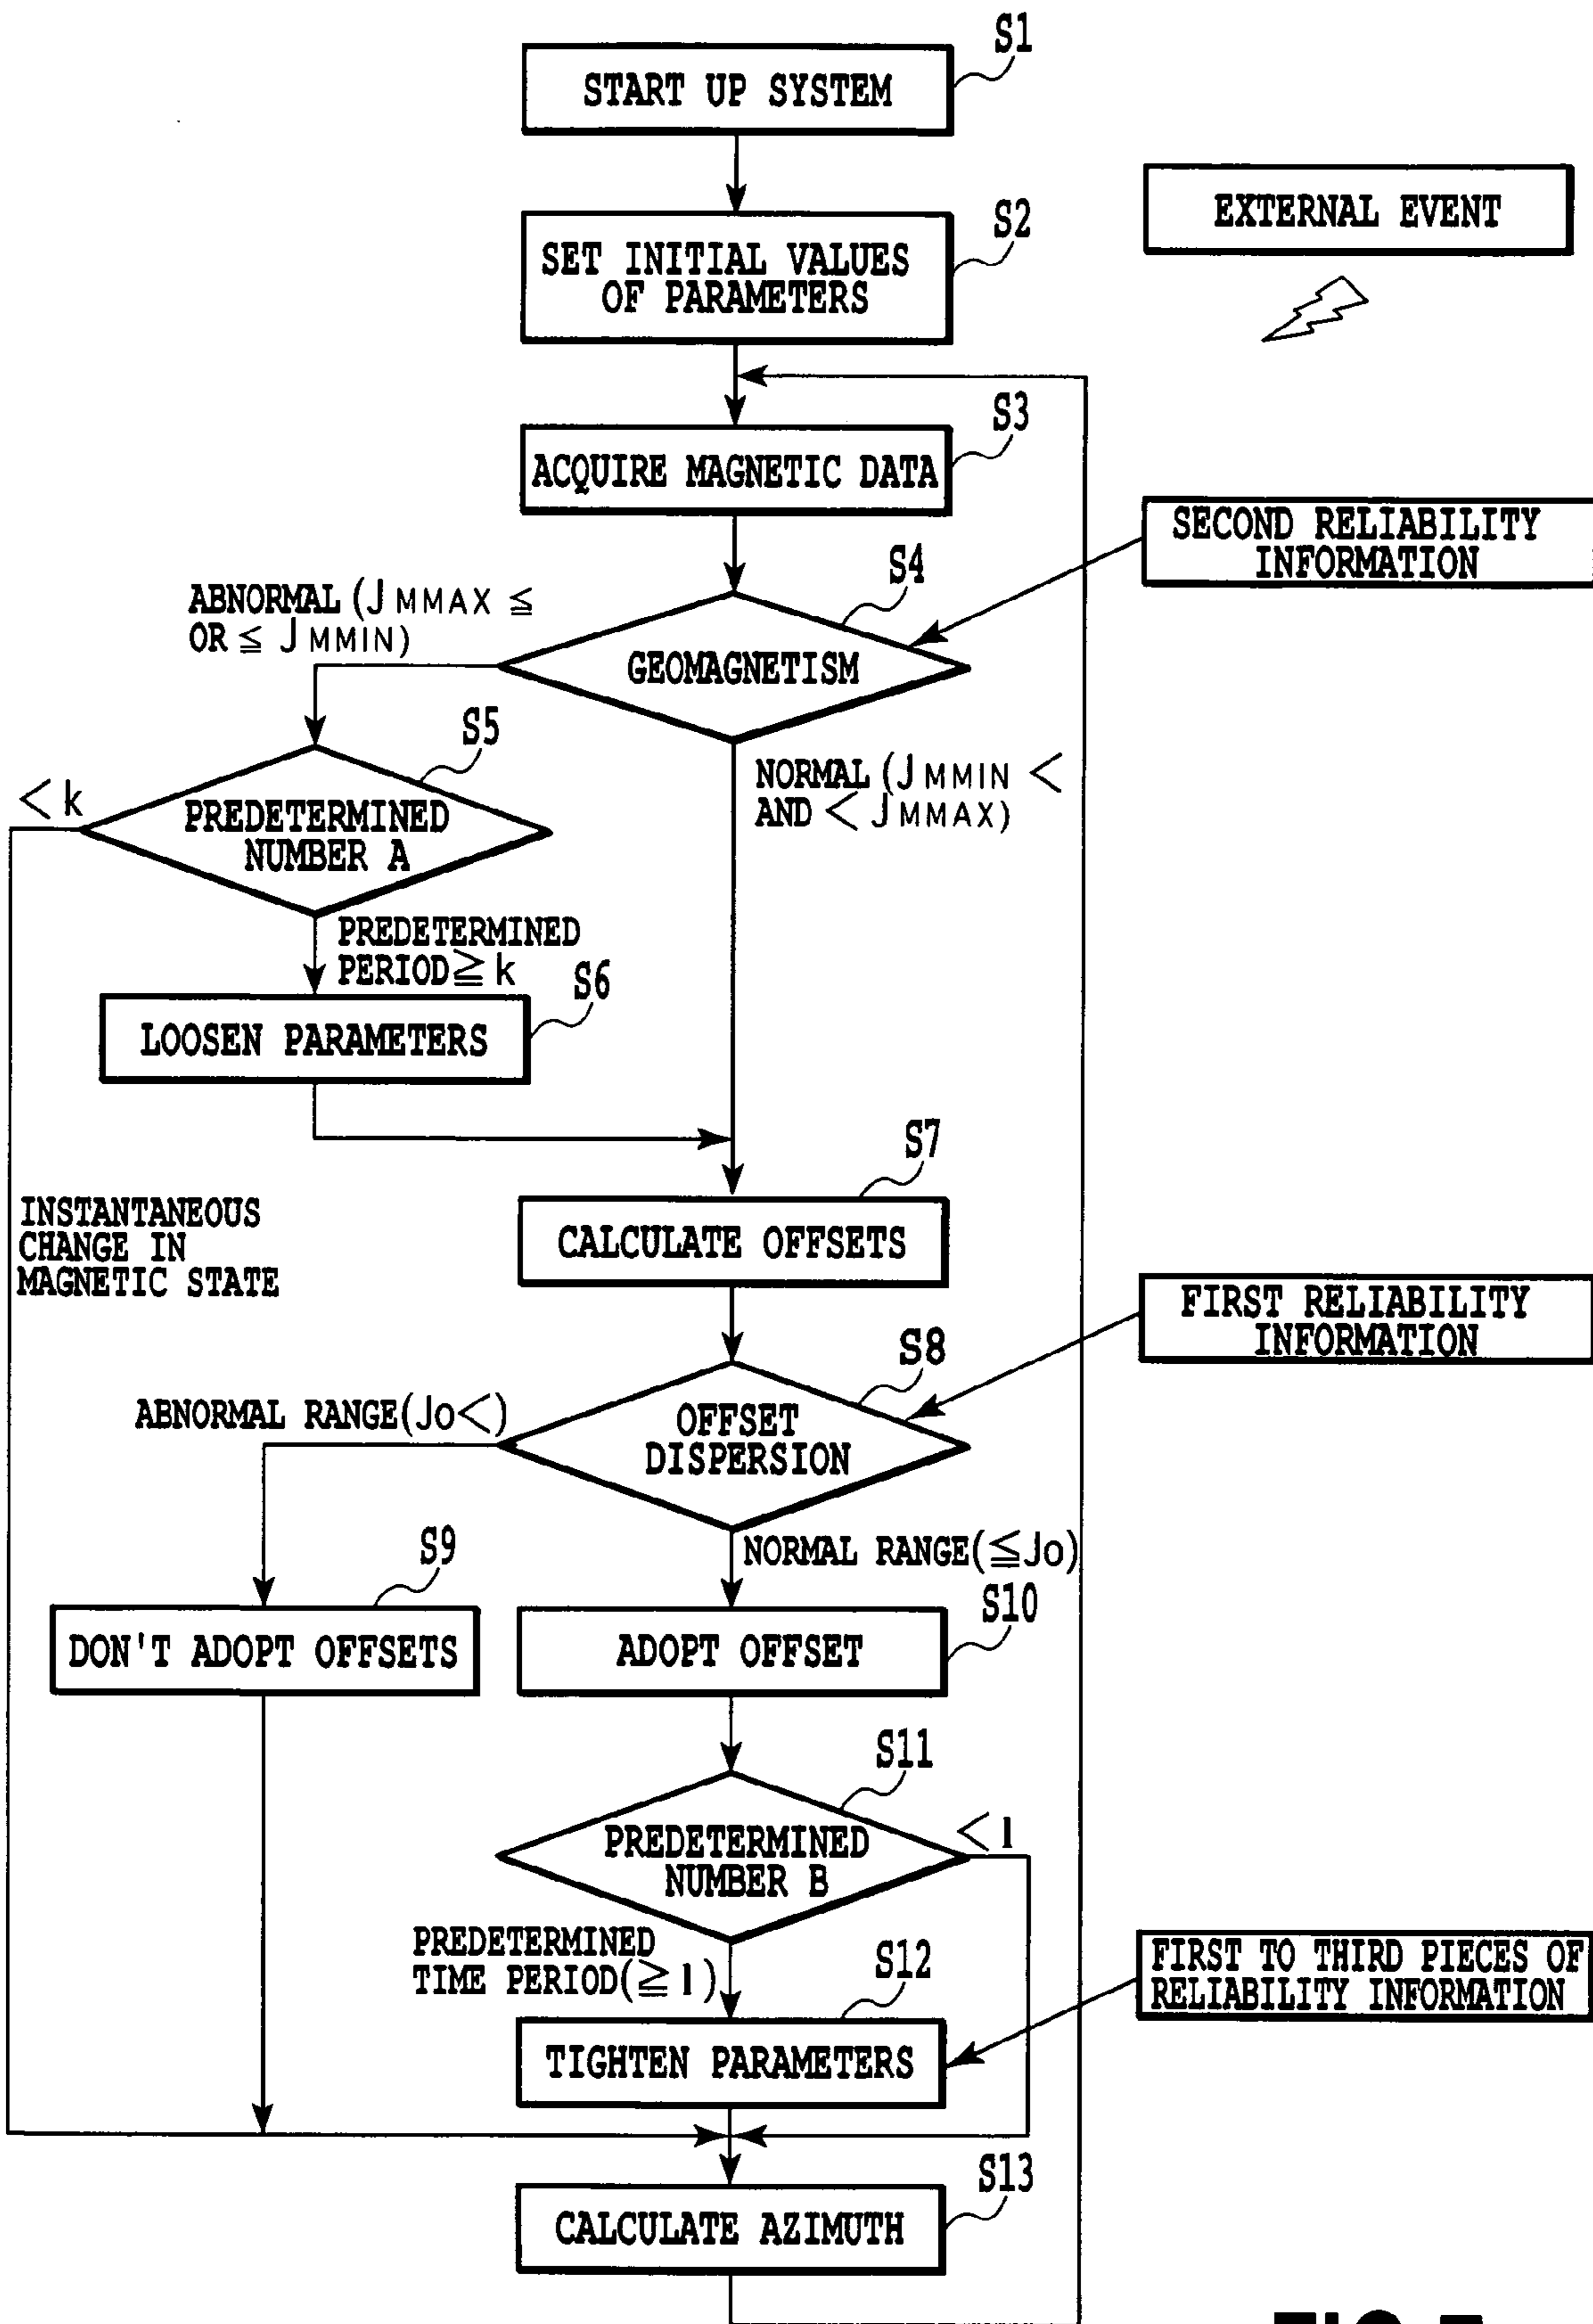 S1
START UP SYSTEM
EXTERNAL EVENT
S2
SET INITIAL VALUES
OF PARAMETERS
S3
ACQUIRE MAGNETIC DATA
SECOND RELIABILITY
INFORMATION
S4
ABNORMAL (JMMAX ≦
OR ≦ JMMIN)
GEOMAGNETISM
S5
NORMAL (JMMIN <
AND < JMMAX)
< k
PREDETERMINED
NUMBER A
PREDETERMINED
PERIOD≧k
S6
LOOSEN PARAMETERS
S7
INSTANTANEOUS
CHANGE IN
MAGNETIC STATE
CALCULATE OFFSETS
FIRST RELIABILITY
INFORMATION
S8
ABNORMAL RANGE(Jo<)
OFFSET
DISPERSION
NORMAL RANGE(≦Jo)
S9
S10
DON'T ADOPT OFFSETS
ADOPT OFFSET
S11
<l
PREDETERMINED
NUMBER B
PREDETERMINED
TIME PERIOD(≧l)
S12
FIRST TO THIRD PIECES OF
RELIABILITY INFORMATION
TIGHTEN PARAMETERS
S13
CALCULATE AZIMUTH